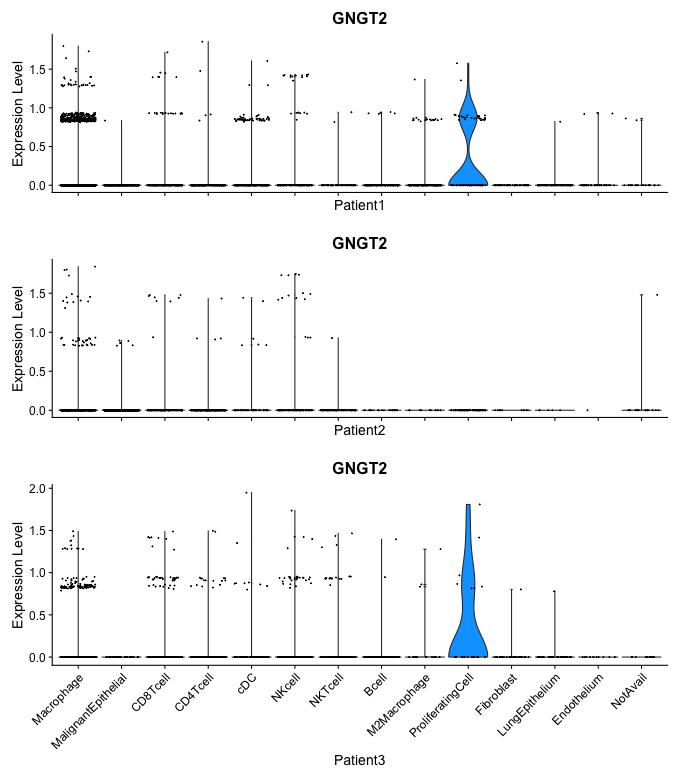 GNGT2
Expression Level
1.5
1.0
0.5
0.0
Patient1
GNGT2
Expression Level
1.5
1.0
0.5
0.0
Patient2
GNGT2
Expression Level
2.0
1.5
1.0
0.5
0.0
Macrophage
MalignantEpithelial
CD8Tcell
CD4Tcell
cDC
NKcell
NKTcell
Bcell
M2Macrophage
ProliferatingCell
Fibroblast
LungEpithelium
Endothelium
NotAvail
Patient3